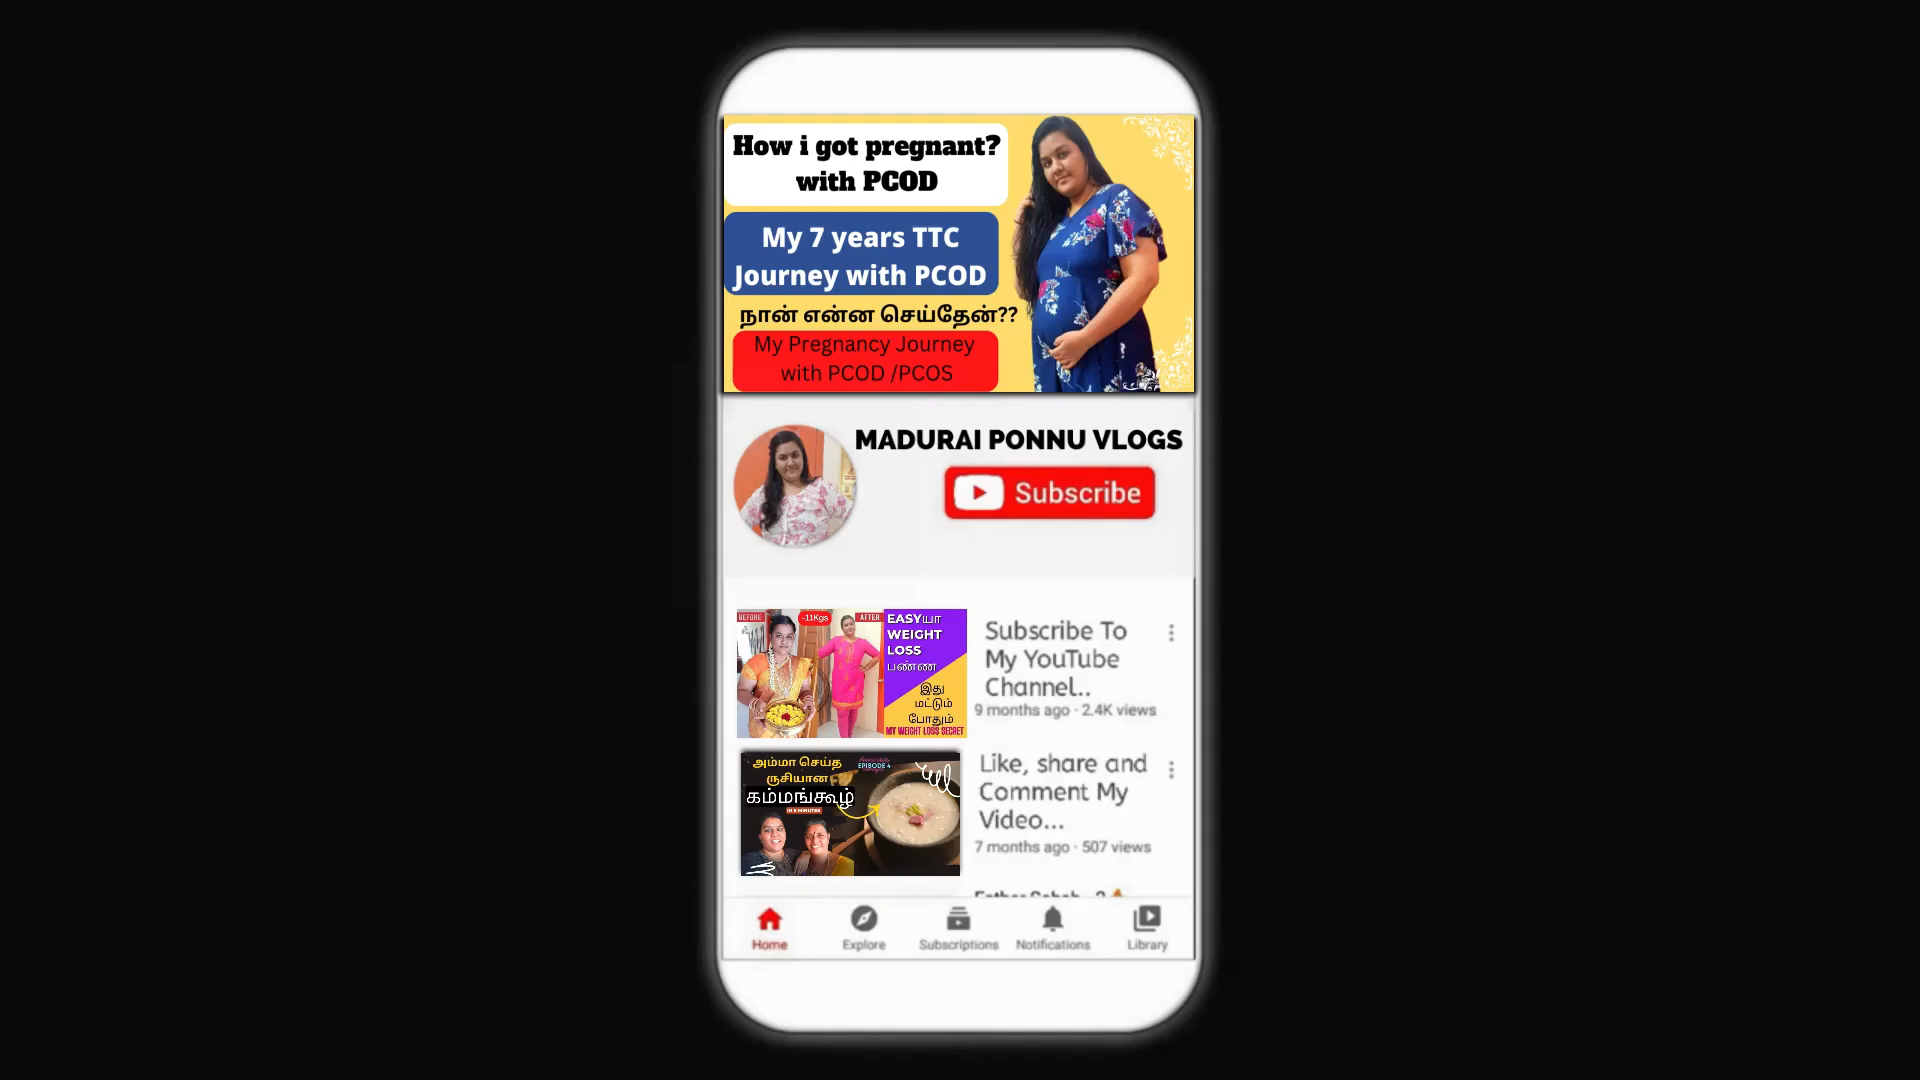 How i got pregnant?
with PCOD
My 7 years TTC
Journey with PCOD
நான் என்ன செய்தேன்??
My Pregnancy Journey
with PCOD /PCOS
MADURAI PONNU VLOGS
Subscribe
BEFORE
-11Kgs
AFTER
EASYயா
WEIGHT
LOSS
பண்ண
இது
மட்டும்
போதும்
MY WEIGHT LOSS SECRET
Subscribe To
My YouTube
Channel..
9 months ago · 2.4K views
அம்மா செய்த
ருசியான
கம்மங்கூழ்
EPISODE 4
Like, share and
Comment My
Video...
7 months ago · 507 views
Home
Explore
Subscriptions
Notifications
Library